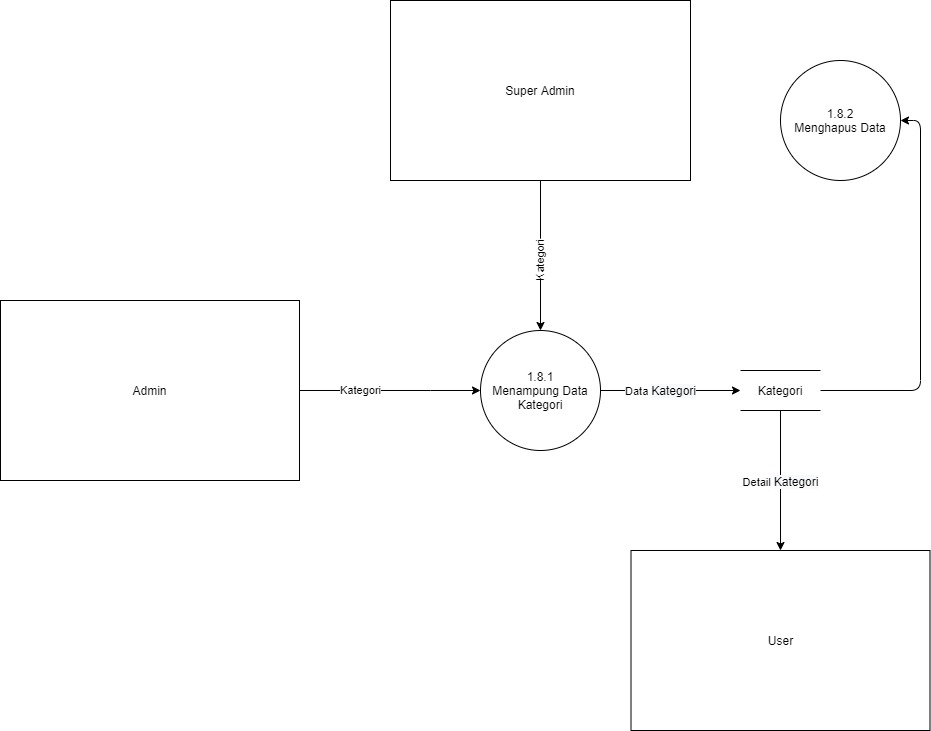 Super Admin
1.8.2
Menghapus Data
Kategori
Admin
Kategori
1.8.1
Menampung Data
Kategori
Data Kategori
Kategori
Detail Kategori
User